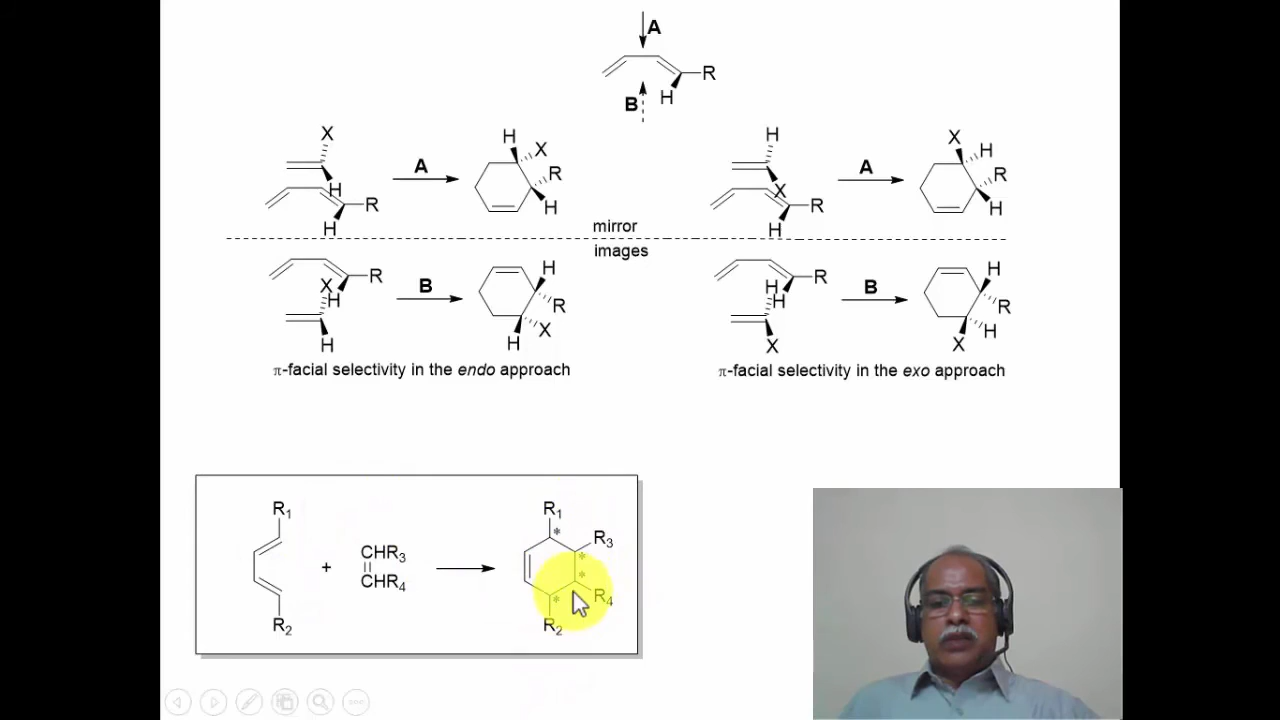 A
R
H
B
X
H
R
H
A
H
X
R
H
H
X
R
H
A
X
H
R
H
mirror
images
R
X
H
H
B
H
R
X
H
R
H
H
X
B
H
R
H
X
π-facial selectivity in the endo approach
π-facial selectivity in the exo approach
R1
R2
+
CHR3
CHR4
R1
*
R3
*
*
R4
*
R2